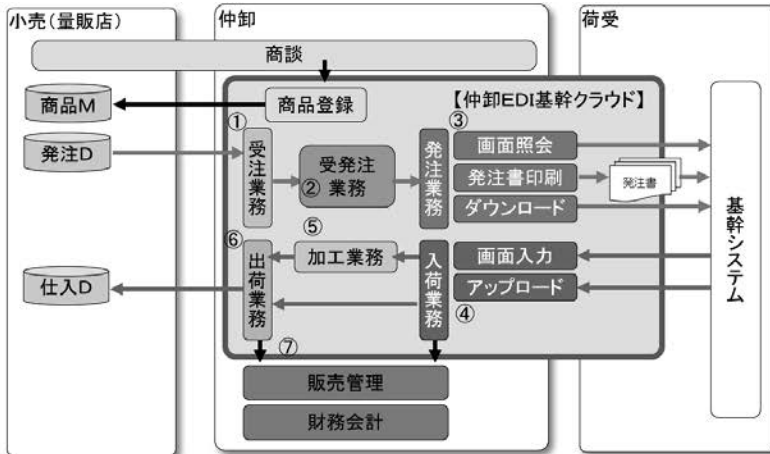 小売（量販店）
仲卸
荷受
商談
商品M
商品登録
【仲卸EDI基幹クラウド】
①
③
発注D
受注業務
②
受発注
業務
発注業務
画面照会
発注書印刷
発注書
ダウンロード
基幹システム
⑤
⑥
仕入D
出荷業務
加工業務
入荷業務
画面入力
アップロード
④
⑦
販売管理
財務会計